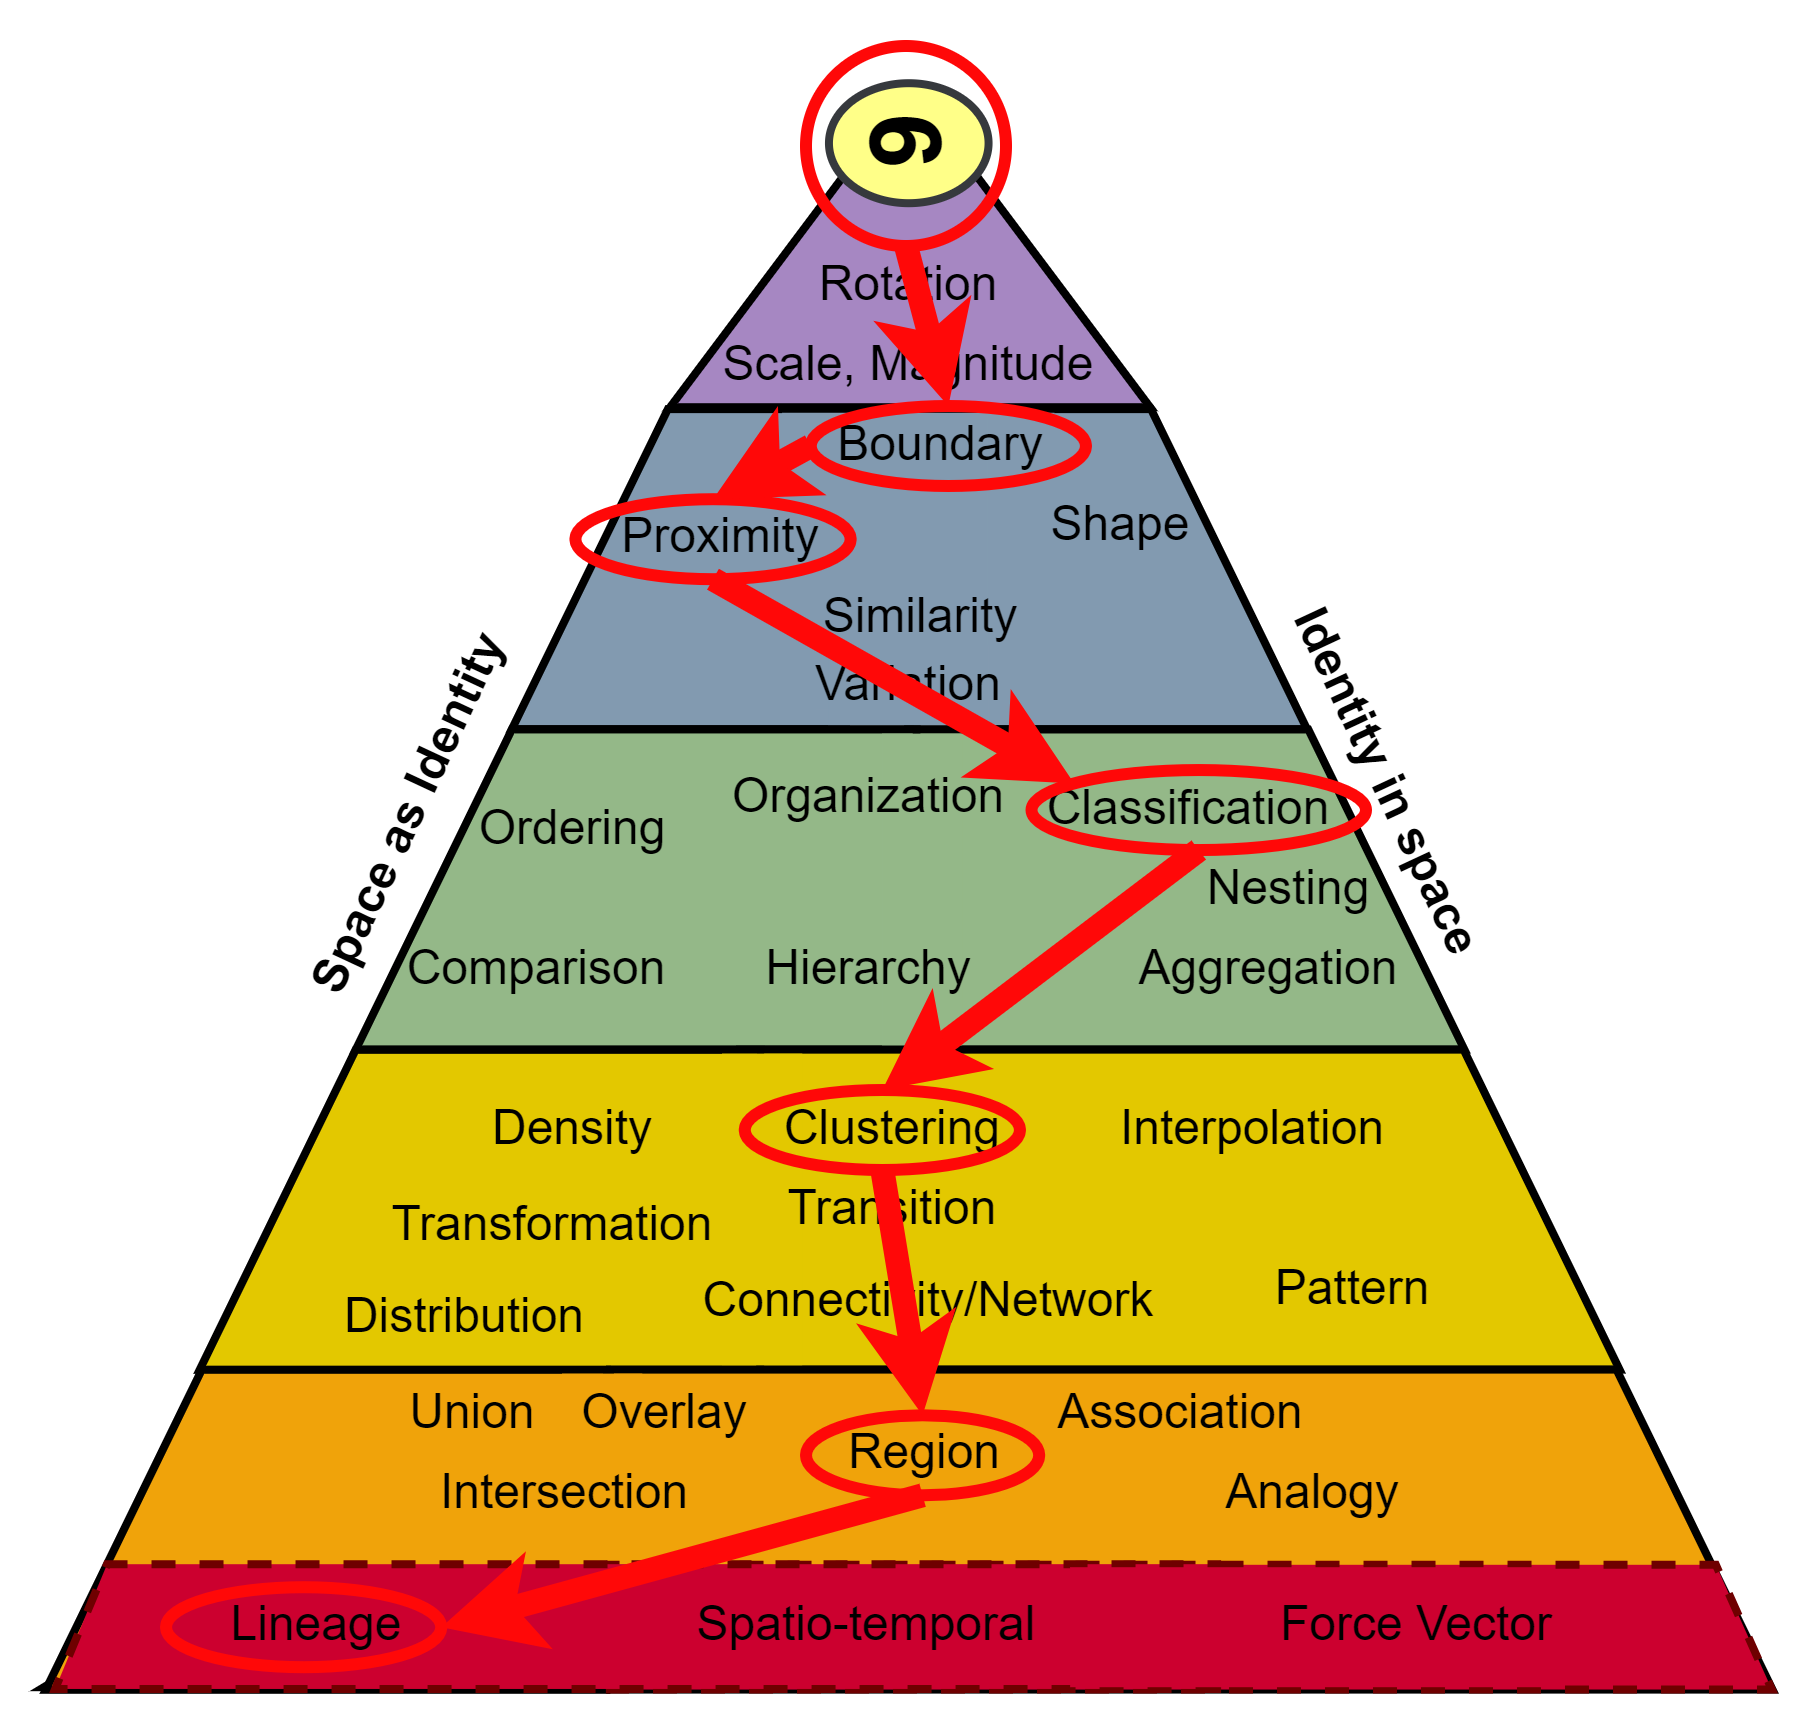 6
Rotation
Scale, Magnitude
Boundary
Proximity
Shape
Similarity
Variation
Space as Identity
Identity in space
Organization
Classification
Ordering
Nesting
Comparison
Hierarchy
Aggregation
Density
Clustering
Interpolation
Transformation
Transition
Distribution
Connectivity/Network
Pattern
Union
Overlay
Association
Region
Intersection
Analogy
Lineage
Spatio-temporal
Force Vector